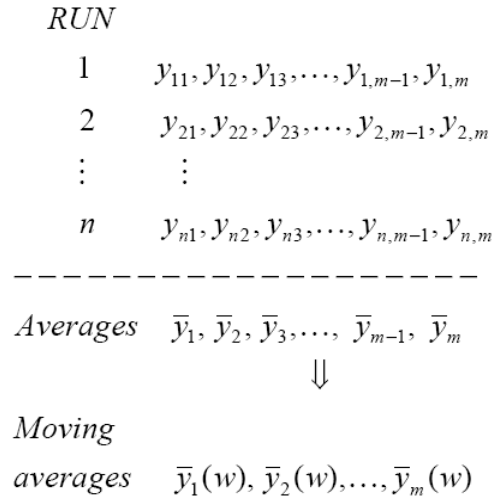 RUN
1 y₁₁, y₁₂, y₁₃, …, y₁,ₘ₋₁, y₁,ₘ
2 y₂₁, y₂₂, y₂₃, …, y₂,ₘ₋₁, y₂,ₘ
⋮ ⋮
n yₙ₁, yₙ₂, yₙ₃, …, yₙ,ₘ₋₁, yₙ,ₘ
Averages ȳ₁, ȳ₂, ȳ₃, …, ȳₘ₋₁, ȳₘ
⇓
Moving
averages ȳ₁(w), ȳ₂(w), …, ȳₘ(w)